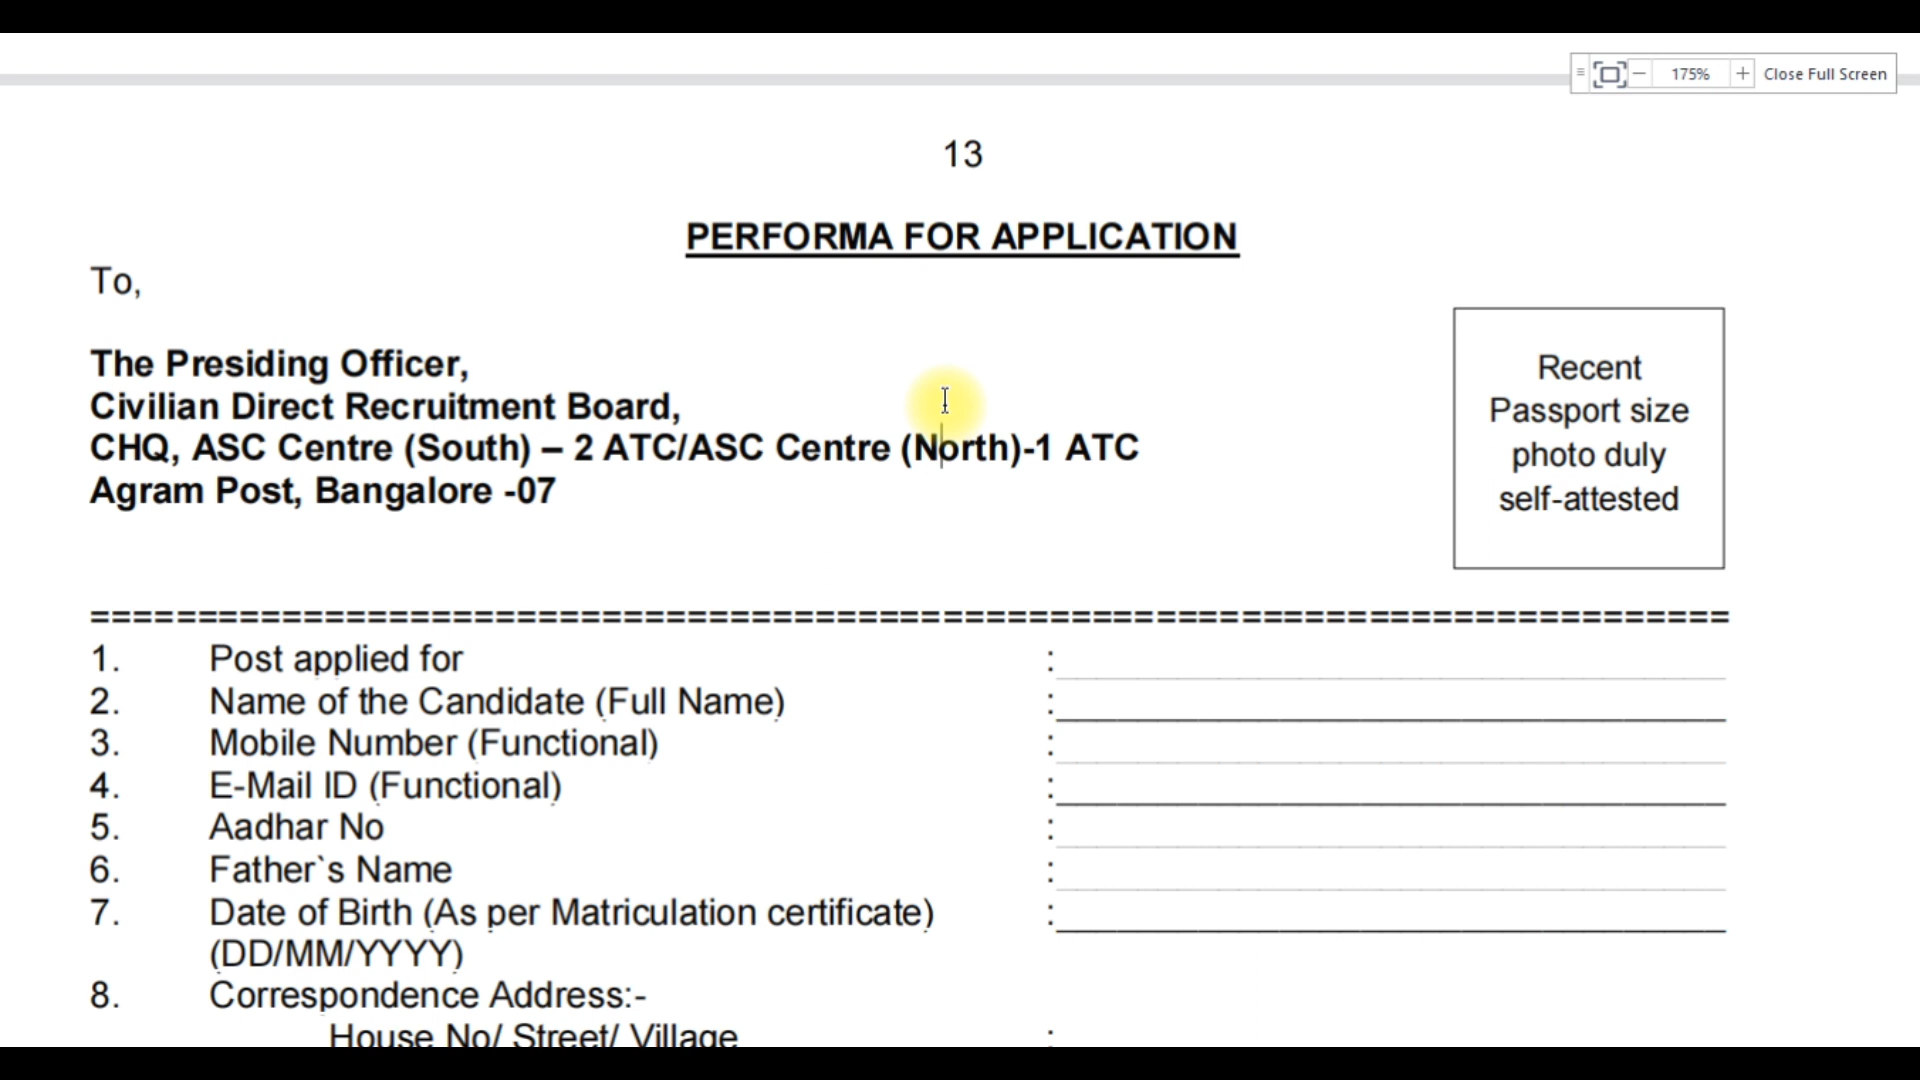 175%
Close Full Screen
13
PERFORMA FOR APPLICATION
To,
The Presiding Officer,
Civilian Direct Recruitment Board,
CHQ, ASC Centre (South) – 2 ATC/ASC Centre (North)-1 ATC
Agram Post, Bangalore -07
Recent
Passport size
photo duly
self-attested
==============================================================================
1. Post applied for :
2. Name of the Candidate (Full Name) :
3. Mobile Number (Functional) :
4. E-Mail ID (Functional) :
5. Aadhar No :
6. Father`s Name :
7. Date of Birth (As per Matriculation certificate) :
(DD/MM/YYYY)
8. Correspondence Address:-
House No/ Street/ Village :